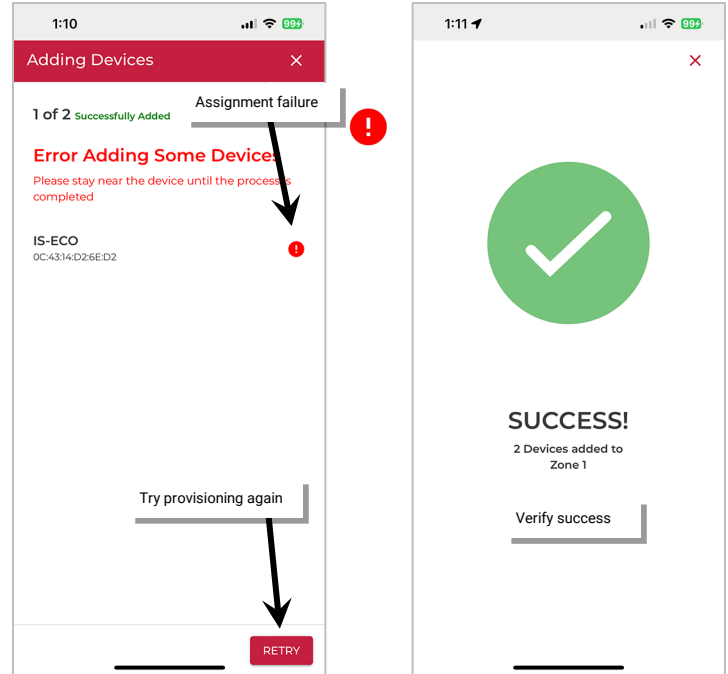 1:10
99+
Adding Devices
1 of 2 Successfully Added
Assignment failure
Error Adding Some Devices
Please stay near the device until the process is
completed
IS-ECO
0C:43:14:D2:6E:D2
Try provisioning again
RETRY
1:11
99+
SUCCESS!
2 Devices added to
Zone 1
Verify success